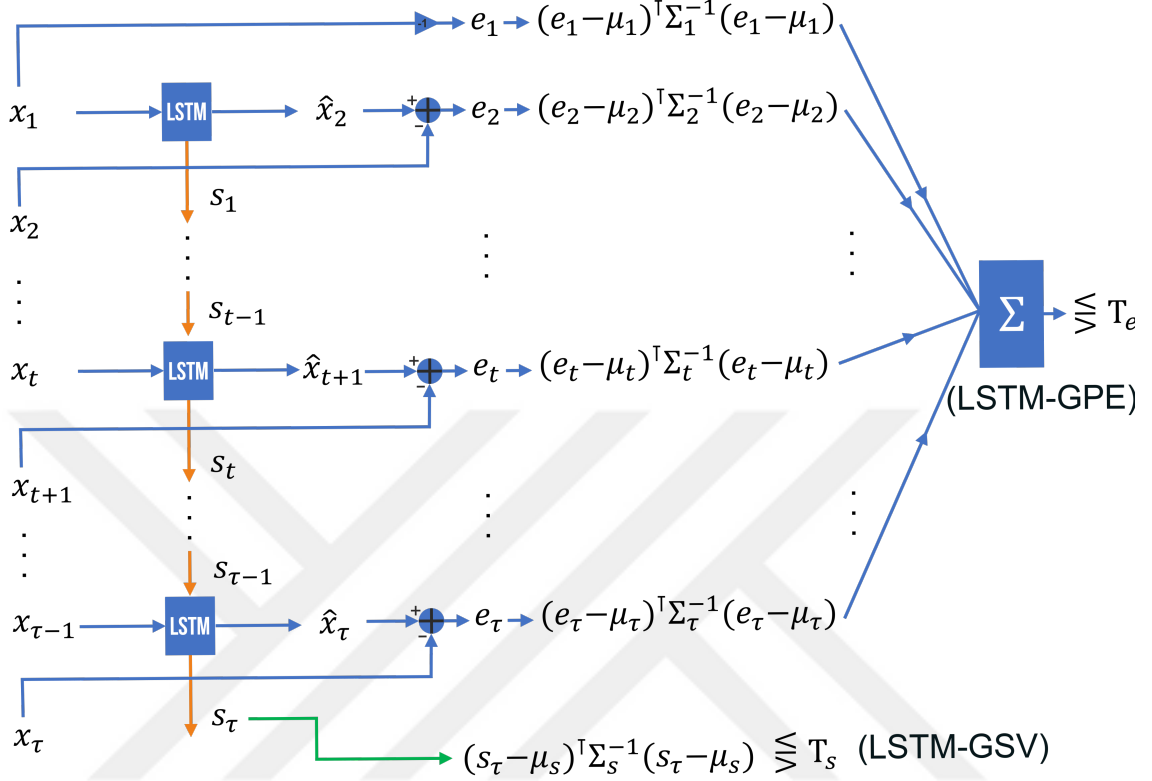 -1 e₁ (e₁−μ₁)ᵀΣ₁⁻¹(e₁−μ₁)
x₁ LSTM x̂₂ + − e₂ (e₂−μ₂)ᵀΣ₂⁻¹(e₂−μ₂)
s₁
x₂
⋮ ⋮ ⋮ ⋮
s_{t−1}
Σ ⋚ T_e
x_t LSTM x̂_{t+1} + − e_t (e_t−μ_t)ᵀΣ_t⁻¹(e_t−μ_t)
(LSTM-GPE)
s_t
x_{t+1}
⋮ ⋮ ⋮ ⋮
s_{τ−1}
x_{τ−1} LSTM x̂_τ + − e_τ (e_τ−μ_τ)ᵀΣ_τ⁻¹(e_τ−μ_τ)
s_τ
x_τ
(s_τ−μ_s)ᵀΣ_s⁻¹(s_τ−μ_s) ⋚ T_s (LSTM-GSV)